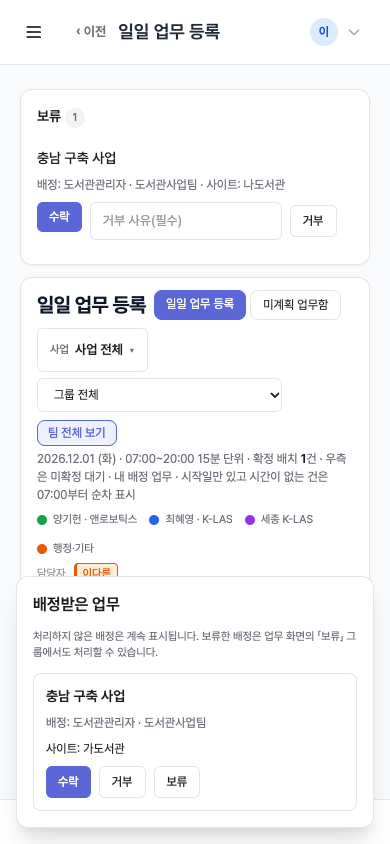 ‹ 이전 일일 업무 등록 이
보류 1
충남 구축 사업
배정: 도서관관리자 · 도서관사업팀 · 사이트: 나도서관
수락 거부 사유(필수) 거부
일일 업무 등록 일일 업무 등록 미계획 업무함
사업 사업 전체
그룹 전체
팀 전체 보기
2026.12.01 (화) · 07:00~20:00 15분 단위 · 확정 배치 1건 · 우측
은 미확정 대기 · 내 배정 업무 · 시작일만 있고 시간이 없는 건은
07:00부터 순차 표시
양기헌 · 앤로보틱스 최혜영 · K-LAS 세종 K-LAS
행정·기타
담당자 이다른
배정받은 업무
처리하지 않은 배정은 계속 표시됩니다. 보류한 배정은 업무 화면의 「보류」 그
룹에서도 처리할 수 있습니다.
충남 구축 사업
배정: 도서관관리자 · 도서관사업팀
사이트: 가도서관
수락 거부 보류